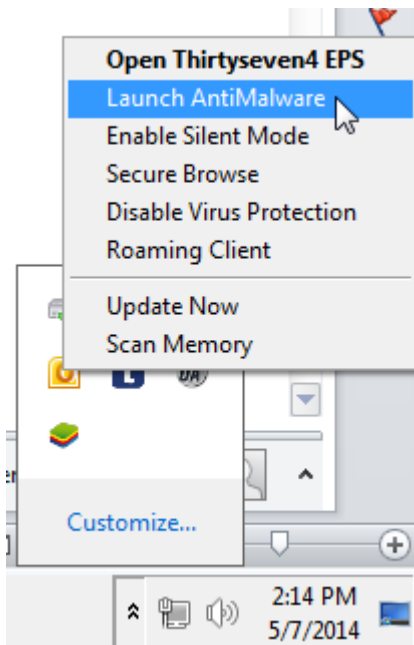 Open Thirtyseven4 EPS
Launch AntiMalware
Enable Silent Mode
Secure Browse
Disable Virus Protection
Roaming Client
Update Now
Scan Memory
Customize...
2:14 PM
5/7/2014